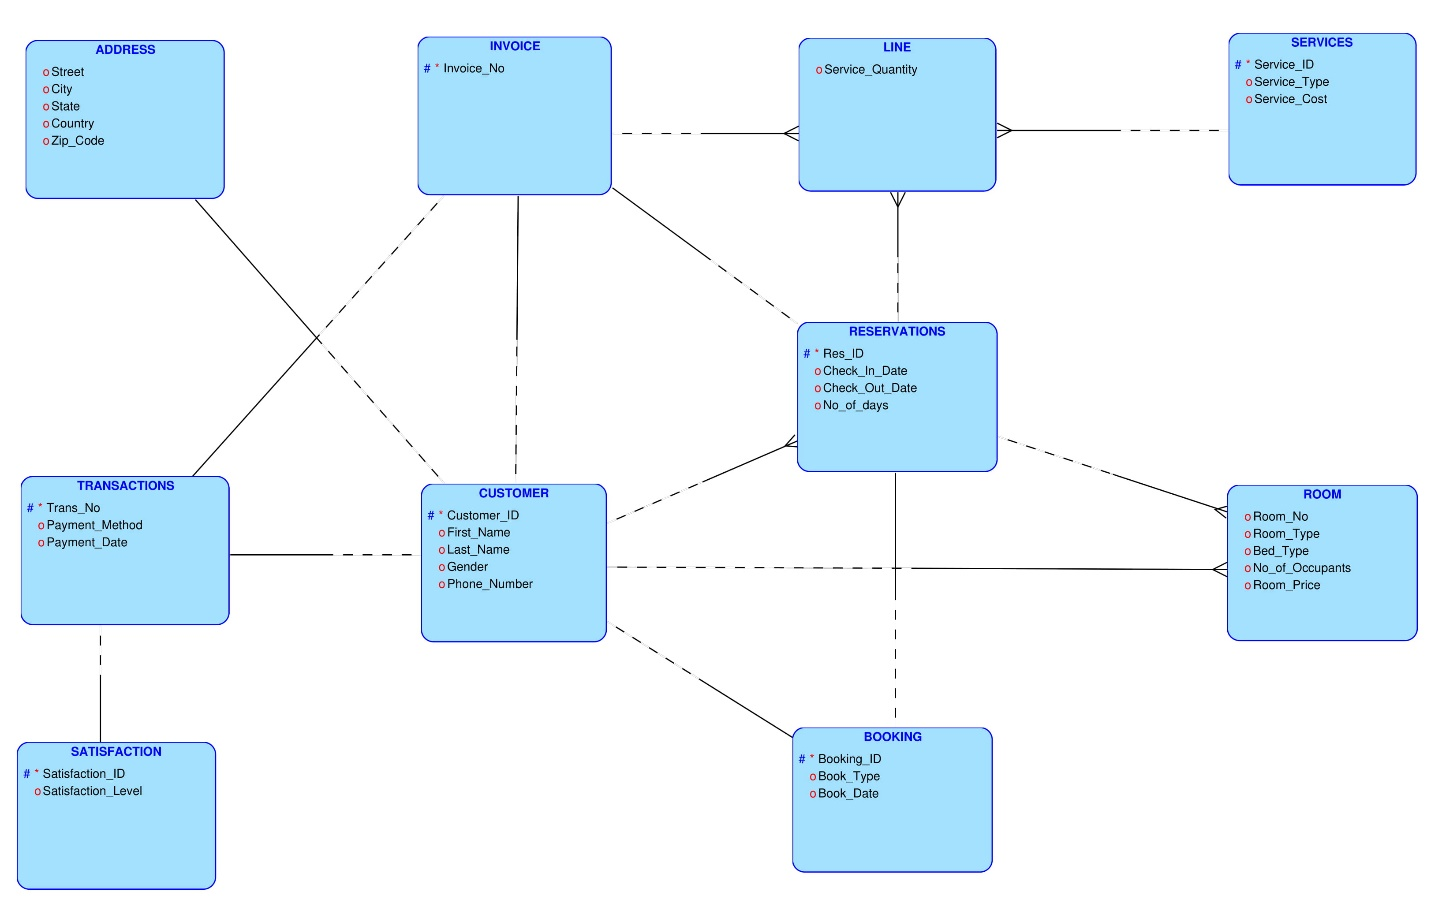 ADDRESS
o Street
o City
o State
o Country
o Zip_Code
INVOICE
# * Invoice_No
LINE
o Service_Quantity
SERVICES
# * Service_ID
o Service_Type
o Service_Cost
RESERVATIONS
# * Res_ID
o Check_In_Date
o Check_Out_Date
o No_of_days
TRANSACTIONS
# * Trans_No
o Payment_Method
o Payment_Date
CUSTOMER
# * Customer_ID
o First_Name
o Last_Name
o Gender
o Phone_Number
ROOM
o Room_No
o Room_Type
o Bed_Type
o No_of_Occupants
o Room_Price
SATISFACTION
# * Satisfaction_ID
o Satisfaction_Level
BOOKING
# * Booking_ID
o Book_Type
o Book_Date